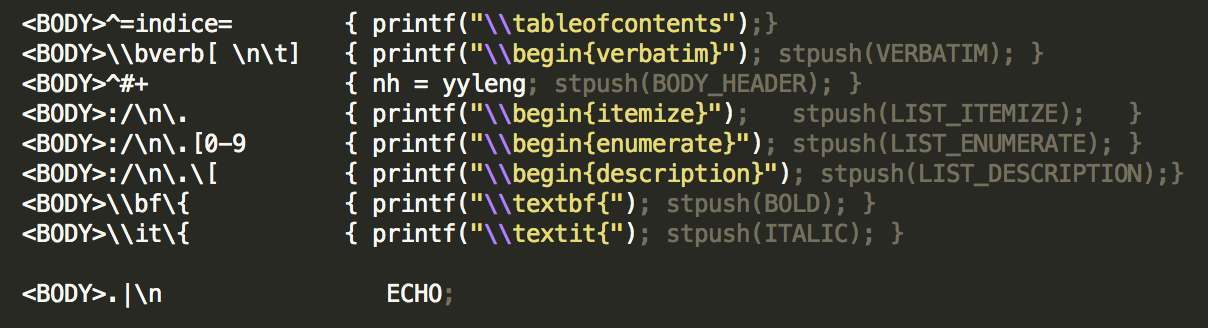 <BODY>^=indice=        { printf("\\tableofcontents");}
<BODY>\\bverb[ \n\t]   { printf("\\begin{verbatim}"); stpush(VERBATIM); }
<BODY>^#+              { nh = yyleng; stpush(BODY_HEADER); }
<BODY>:/\n\.           { printf("\\begin{itemize}");   stpush(LIST_ITEMIZE);   }
<BODY>:/\n\.[0-9       { printf("\\begin{enumerate}"); stpush(LIST_ENUMERATE); }
<BODY>:/\n\.\[         { printf("\\begin{description}"); stpush(LIST_DESCRIPTION);}
<BODY>\\bf\{           { printf("\\textbf{"); stpush(BOLD); }
<BODY>\\it\{           { printf("\\textit{"); stpush(ITALIC); }
<BODY>.|\n                ECHO;